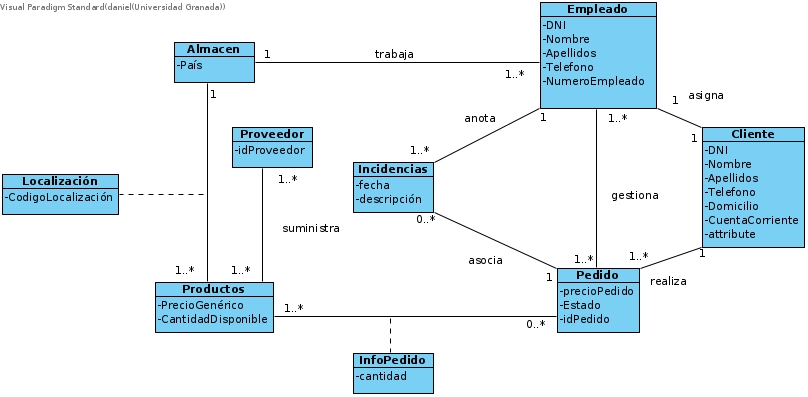 Visual Paradigm Standard(daniel(Universidad Granada))
Empleado
-DNI
-Nombre
-Apellidos
-Telefono
-NumeroEmpleado
Almacen
-País
1
trabaja
1..*
1
anota
1
1..*
1
asigna
1
Cliente
-DNI
-Nombre
-Apellidos
-Telefono
-Domicilio
-CuentaCorriente
-attribute
Proveedor
-idProveedor
1..*
Incidencias
-fecha
-descripción
1..*
0..*
Localización
-CodigoLocalización
gestiona
suministra
asocia
1..*
1..*
1
1..*
1..*
1
realiza
Productos
-PrecioGenérico
-CantidadDisponible
1..*
0..*
Pedido
-precioPedido
-Estado
-idPedido
InfoPedido
-cantidad